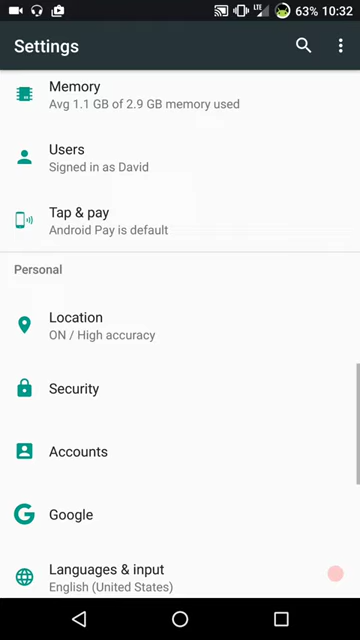 LTE 63% 10:32
Settings
Memory
Avg 1.1 GB of 2.9 GB memory used
Users
Signed in as David
Tap & pay
Android Pay is default
Personal
Location
ON / High accuracy
Security
Accounts
Google
Languages & input
English (United States)